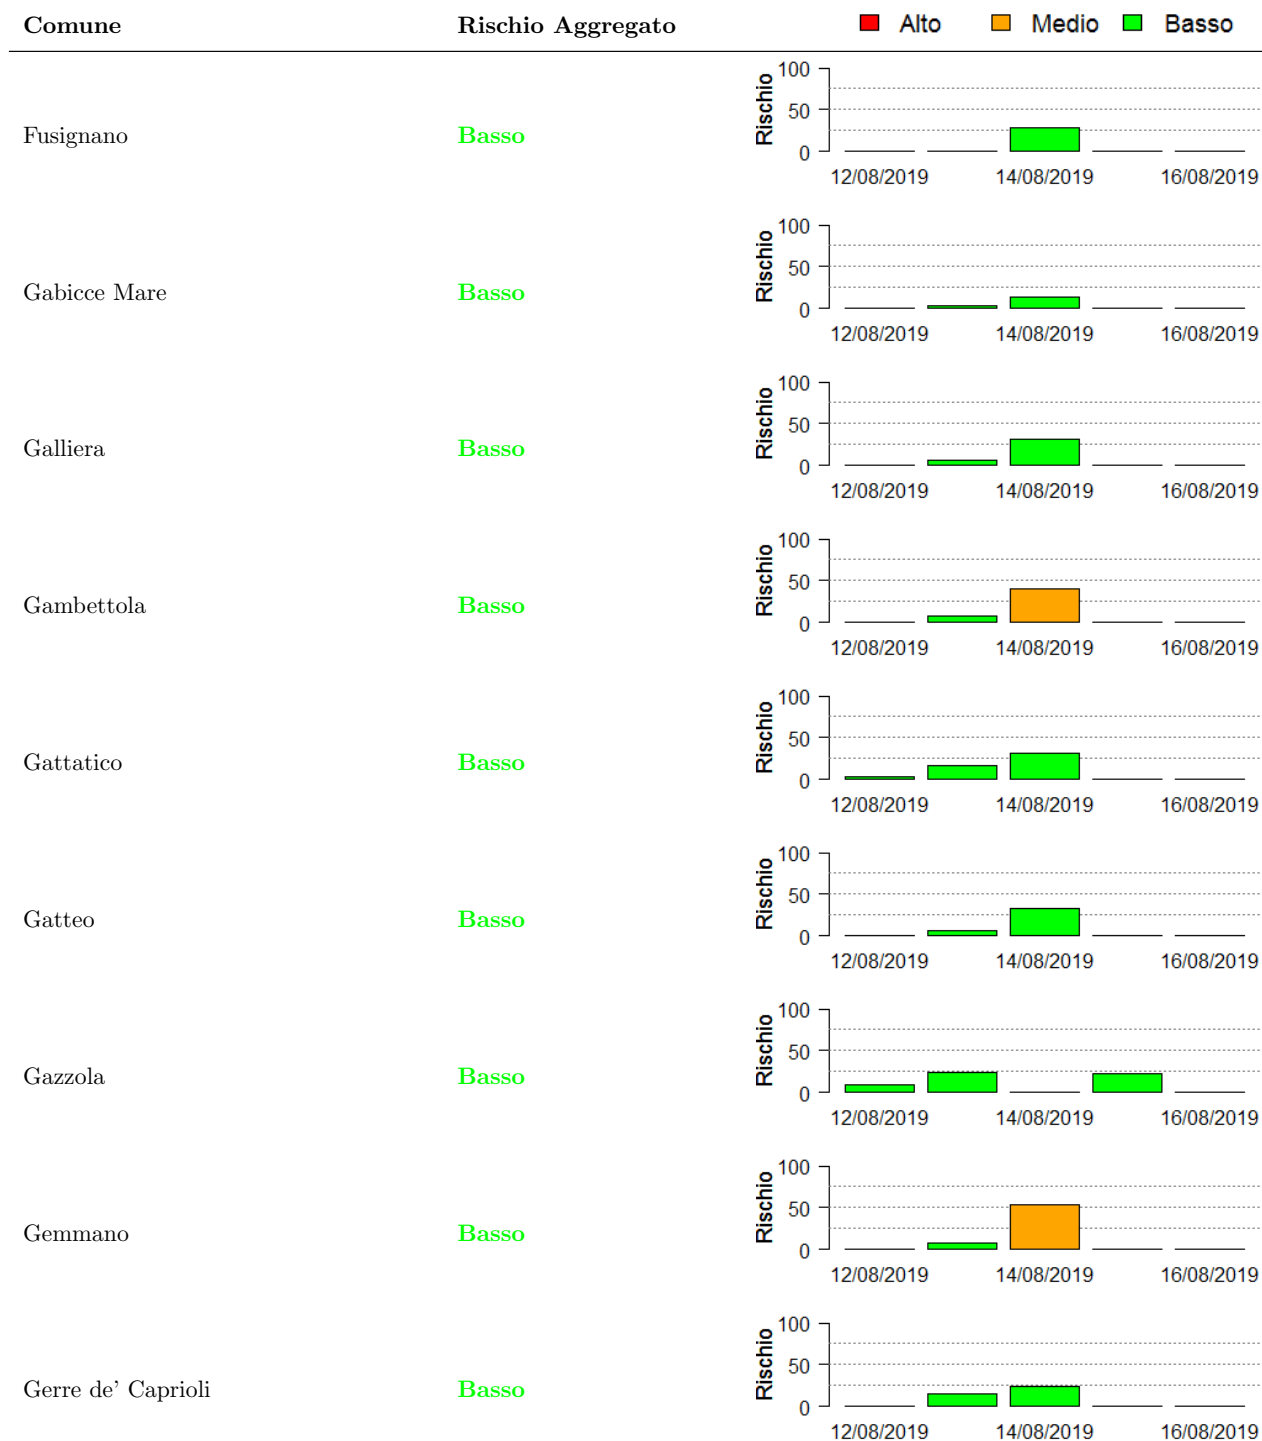 Comune Rischio Aggregato Alto Medio Basso
100
50
0
Rischio
Fusignano Basso
12/08/2019 14/08/2019 16/08/2019
100
50
0
Rischio
Gabicce Mare Basso
12/08/2019 14/08/2019 16/08/2019
100
50
0
Rischio
Galliera Basso
12/08/2019 14/08/2019 16/08/2019
100
50
0
Rischio
Gambettola Basso
12/08/2019 14/08/2019 16/08/2019
100
50
0
Rischio
Gattatico Basso
12/08/2019 14/08/2019 16/08/2019
100
50
0
Rischio
Gatteo Basso
12/08/2019 14/08/2019 16/08/2019
100
50
0
Rischio
Gazzola Basso
12/08/2019 14/08/2019 16/08/2019
100
50
0
Rischio
Gemmano Basso
12/08/2019 14/08/2019 16/08/2019
100
50
0
Rischio
Gerre de' Caprioli Basso
12/08/2019 14/08/2019 16/08/2019